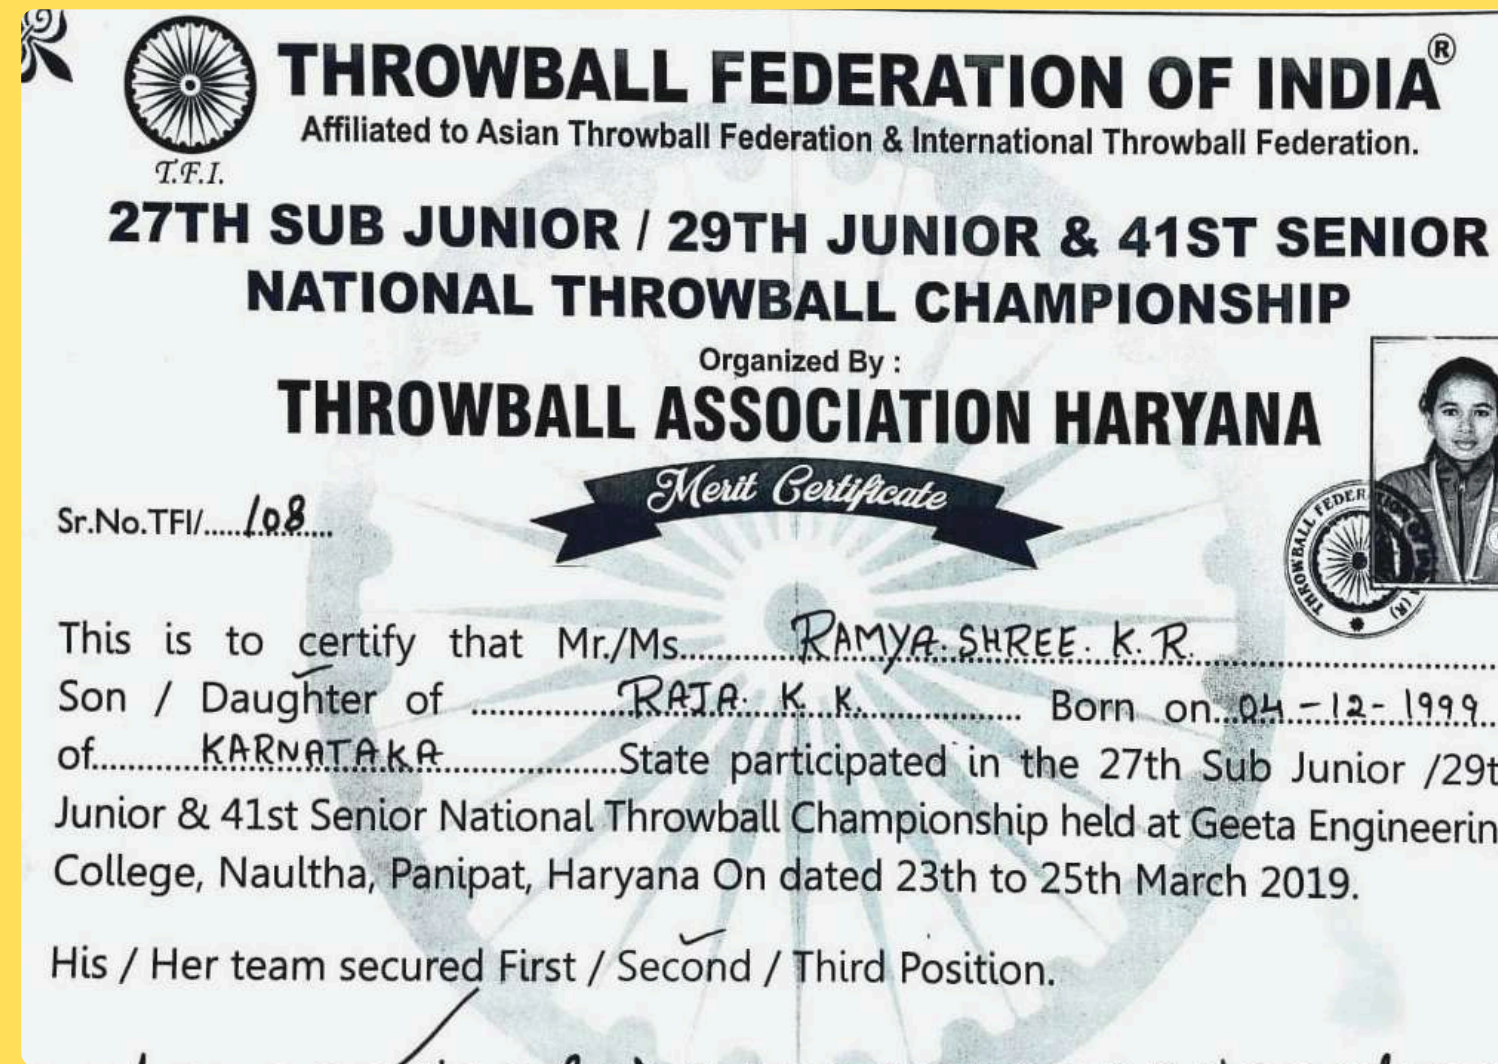 THROWBALL FEDERATION OF INDIA®
Affiliated to Asian Throwball Federation & International Throwball Federation.
T.F.I.
27TH SUB JUNIOR / 29TH JUNIOR & 41ST SENIOR
NATIONAL THROWBALL CHAMPIONSHIP
Organized By :
THROWBALL ASSOCIATION HARYANA
Merit Certificate
Sr.No.TFI/.....108.....
THROWBALL FEDERATION OF INDIA (R)
This is to certify that Mr./Ms............RAMYA.SHREE. K. R.....................
Son / Daughter of ................RAJA. K. K................. Born on...04-12-1999..
of...........KARNATAKA..................State participated in the 27th Sub Junior /29t
Junior & 41st Senior National Throwball Championship held at Geeta Engineerin
College, Naultha, Panipat, Haryana On dated 23th to 25th March 2019.
His / Her team secured First / Second / Third Position.